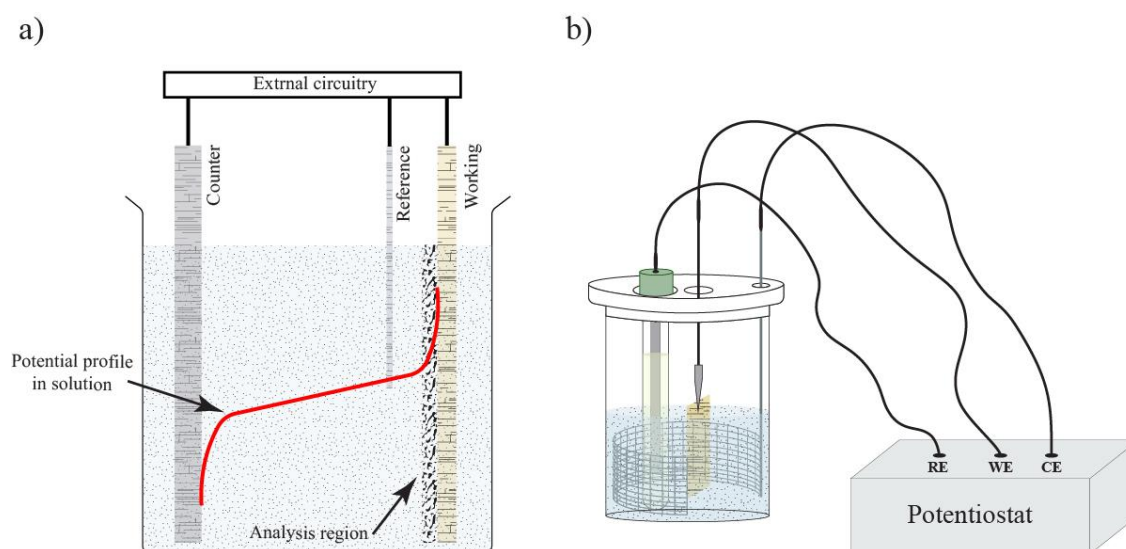 a)
b)
Extrnal circuitry
Counter
Reference
Working
Potential profile
in solution
Analysis region
RE WE CE
Potentiostat